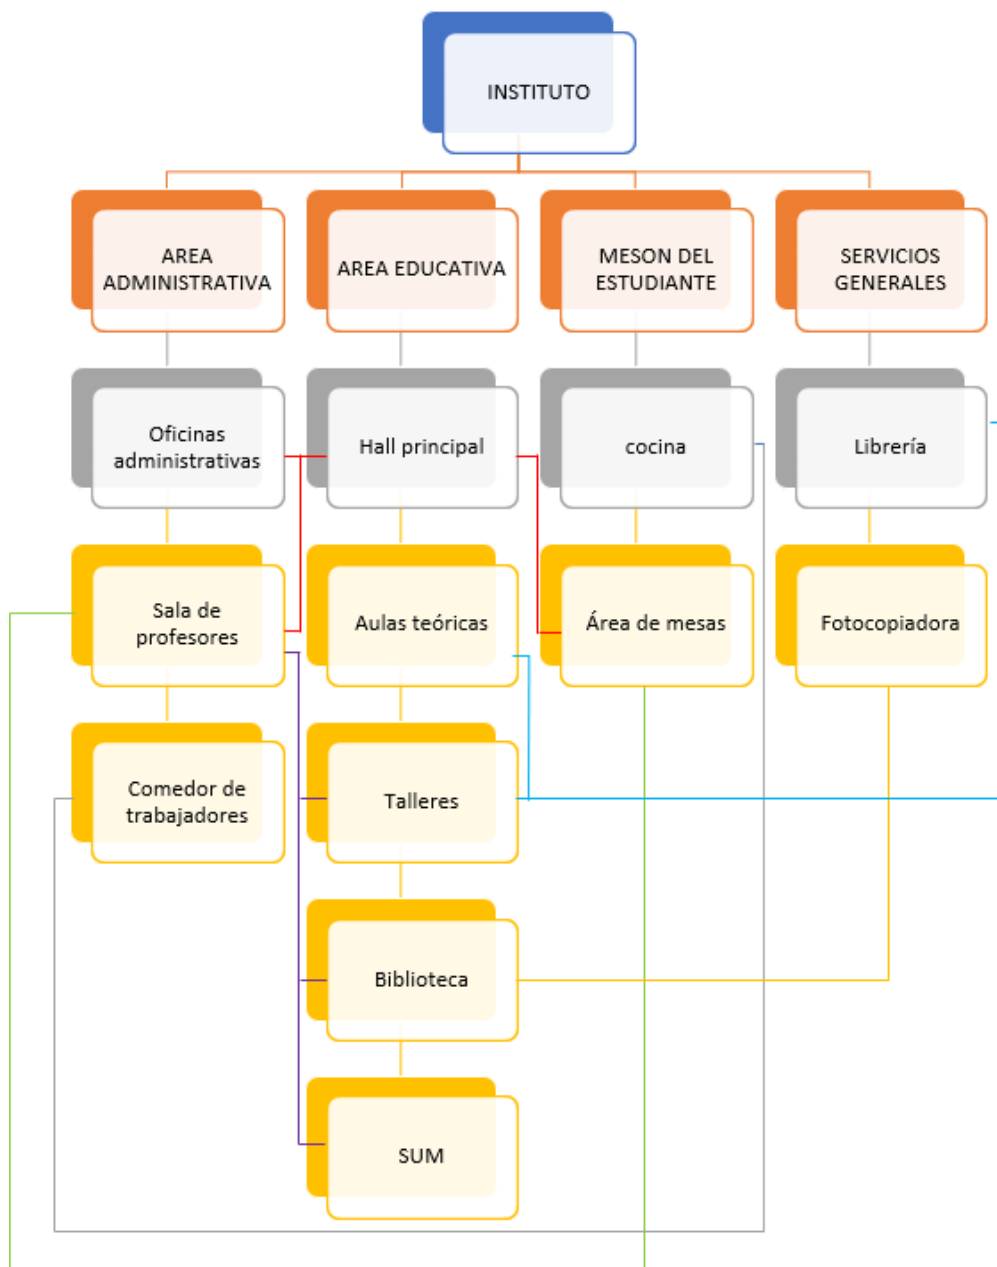 INSTITUTO
AREA
ADMINISTRATIVA
AREA EDUCATIVA
MESON DEL
ESTUDIANTE
SERVICIOS
GENERALES
Oficinas
administrativas
Hall principal
cocina
Librería
Sala de
profesores
Aulas teóricas
Área de mesas
Fotocopiadora
Comedor de
trabajadores
Talleres
Biblioteca
SUM